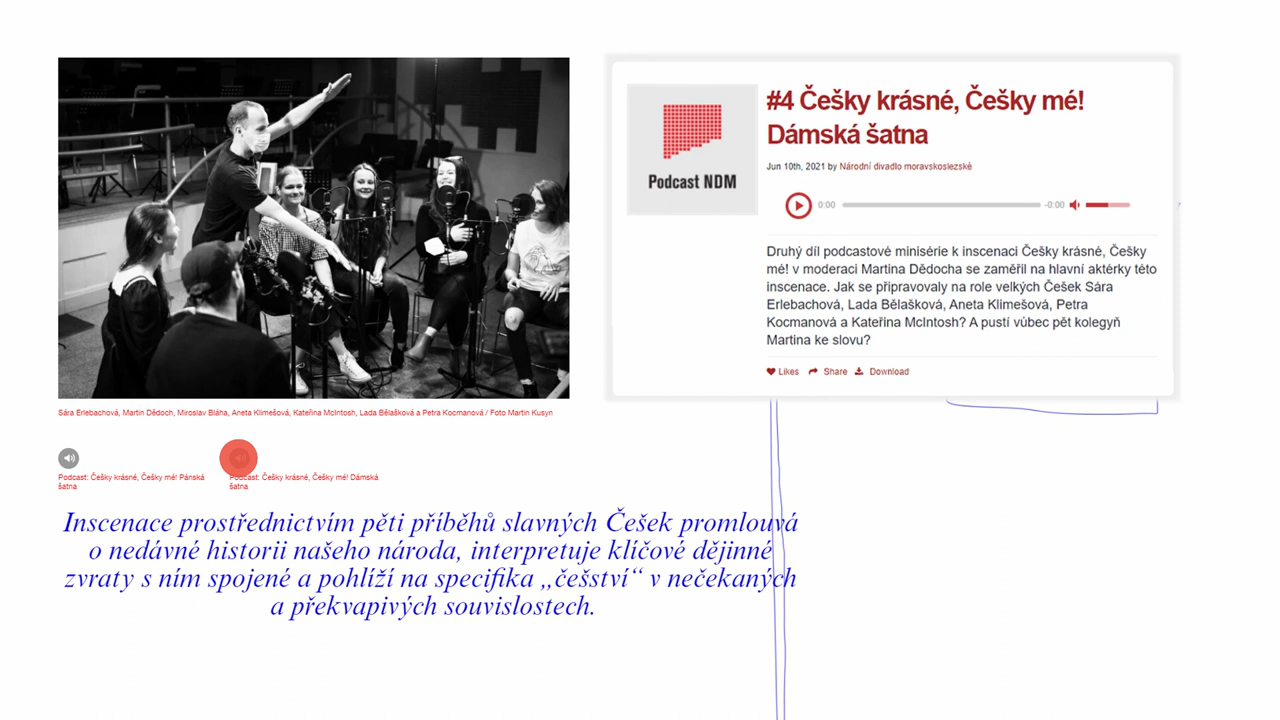 Sára Erlebachová, Martin Dědoch, Miroslav Bláha, Aneta Klimešová, Kateřina McIntosh, Lada Bělašková a Petra Kocmanová / Foto Martin Kusyn
Podcast: Češky krásné, Češky mé! Pánská
šatna
Podcast: Češky krásné, Češky mé! Dámská
šatna
Inscenace prostřednictvím pěti příběhů slavných Češek promlouvá
o nedávné historii našeho národa, interpretuje klíčové dějinné
zvraty s ním spojené a pohlíží na specifika „češství“ v nečekaných
a překvapivých souvislostech.
Podcast NDM
#4 Češky krásné, Češky mé!
Dámská šatna
Jun 10th, 2021 by Národní divadlo moravskoslezské
0:00
-0:00
Druhý díl podcastové minisérie k inscenaci Češky krásné, Češky
mé! v moderaci Martina Dědocha se zaměřil na hlavní aktérky této
inscenace. Jak se připravovaly na role velkých Češek Sára
Erlebachová, Lada Bělašková, Aneta Klimešová, Petra
Kocmanová a Kateřina McIntosh? A pustí vůbec pět kolegyň
Martina ke slovu?
Likes Share Download